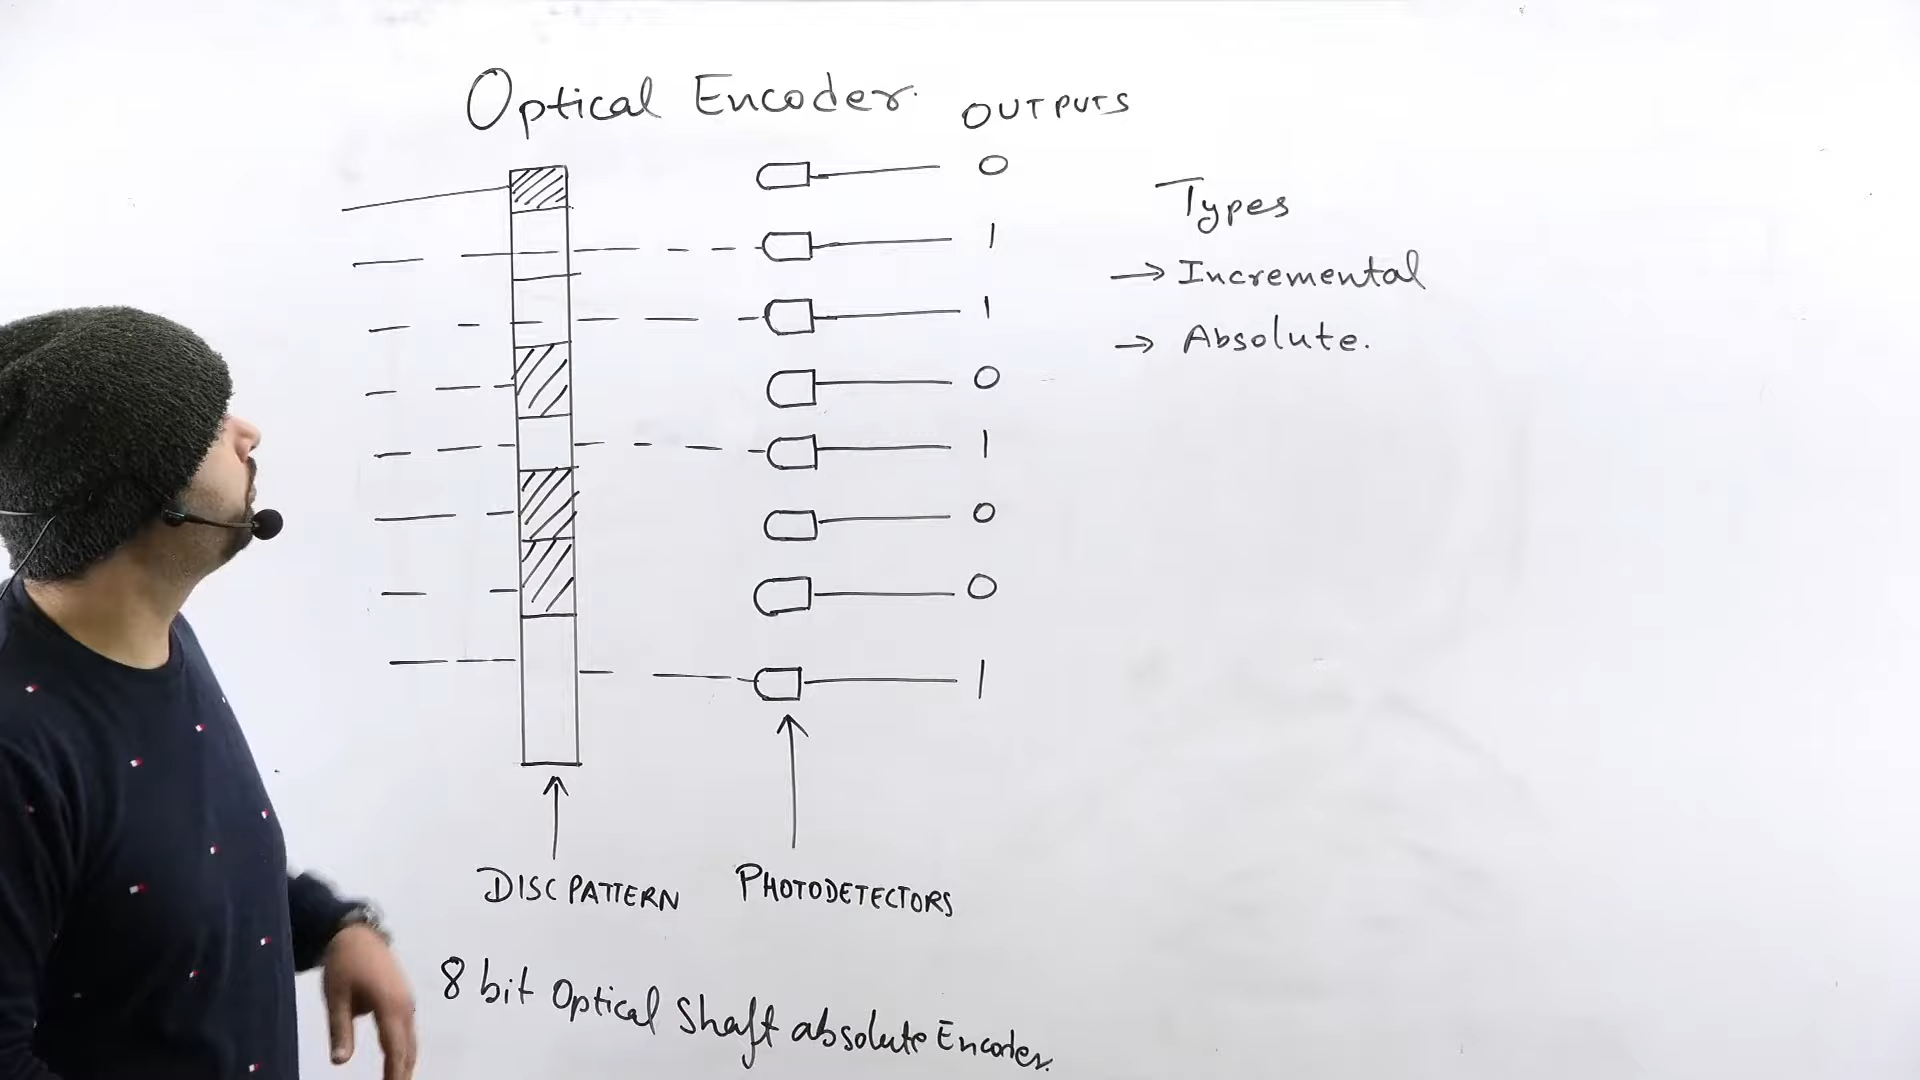 Optical Encoder.
OUTPUTS
0
1
1
0
1
0
0
1
Types
→ Incremental
→ Absolute.
DISC PATTERN
PHOTODETECTORS
8 bit Optical Shaft absolute Encoder.